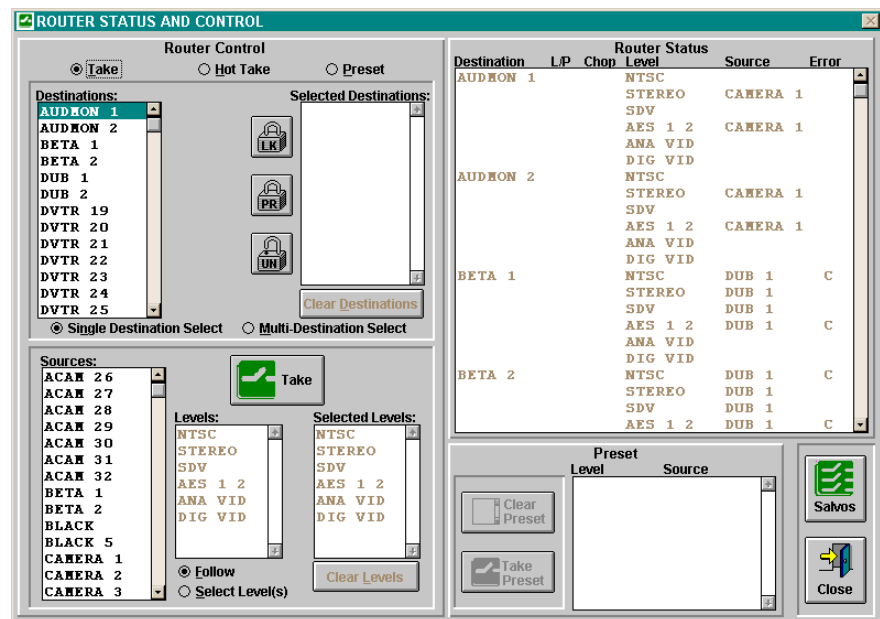 ROUTER STATUS AND CONTROL
Router Control
Take
Hot Take
Preset
Destinations:
AUDMON 1
AUDMON 2
BETA 1
BETA 2
DUB 1
DUB 2
DVTR 19
DVTR 20
DVTR 21
DVTR 22
DVTR 23
DVTR 24
DVTR 25
LK
PR
UN
Selected Destinations:
Clear Destinations
Single Destination Select
Multi-Destination Select
Sources:
ACAM 26
ACAM 27
ACAM 28
ACAM 29
ACAM 30
ACAM 31
ACAM 32
BETA 1
BETA 2
BLACK
BLACK 5
CAMERA 1
CAMERA 2
CAMERA 3
Take
Levels:
NTSC
STEREO
SDV
AES 1 2
ANA VID
DIG VID
Follow
Select Level(s)
Selected Levels:
NTSC
STEREO
SDV
AES 1 2
ANA VID
DIG VID
Clear Levels
Router Status
Destination L/P Chop Level Source Error
AUDMON 1 NTSC
STEREO CAMERA 1
SDV
AES 1 2 CAMERA 1
ANA VID
DIG VID
AUDMON 2 NTSC
STEREO CAMERA 1
SDV
AES 1 2 CAMERA 1
ANA VID
DIG VID
BETA 1 NTSC DUB 1 C
STEREO DUB 1
SDV DUB 1
AES 1 2 DUB 1 C
ANA VID
DIG VID
BETA 2 NTSC DUB 1 C
STEREO DUB 1
SDV DUB 1
AES 1 2 DUB 1 C
Preset
Level Source
Clear
Preset
Take
Preset
Salvos
Close